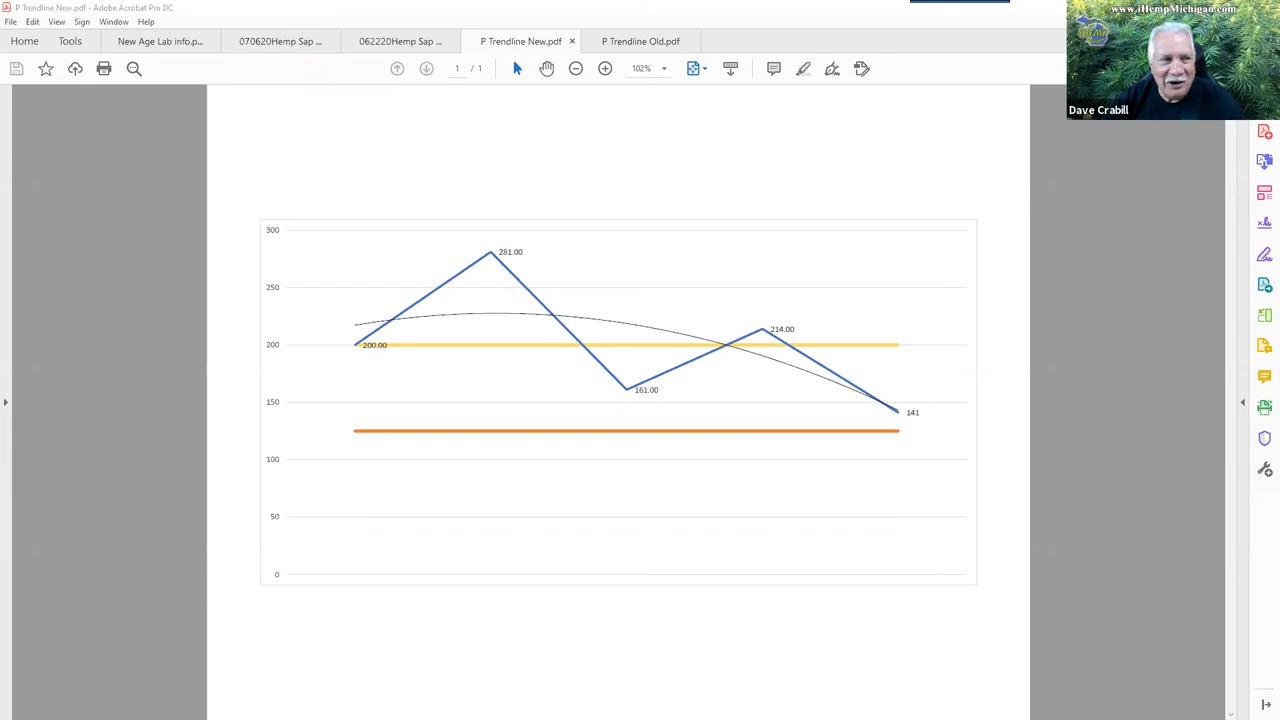 P Trendline New.pdf - Adobe Acrobat Pro DC
File Edit View Sign Window Help
Home Tools New Age Lab info.p... 070620Hemp Sap ... 062220Hemp Sap ... P Trendline New.pdf × P Trendline Old.pdf
1 / 1 102%
www.iHempMichigan.com
iHEMP
Dave Crabill
300
281.00
250
214.00
200
200.00
161.00
150
141
100
50
0